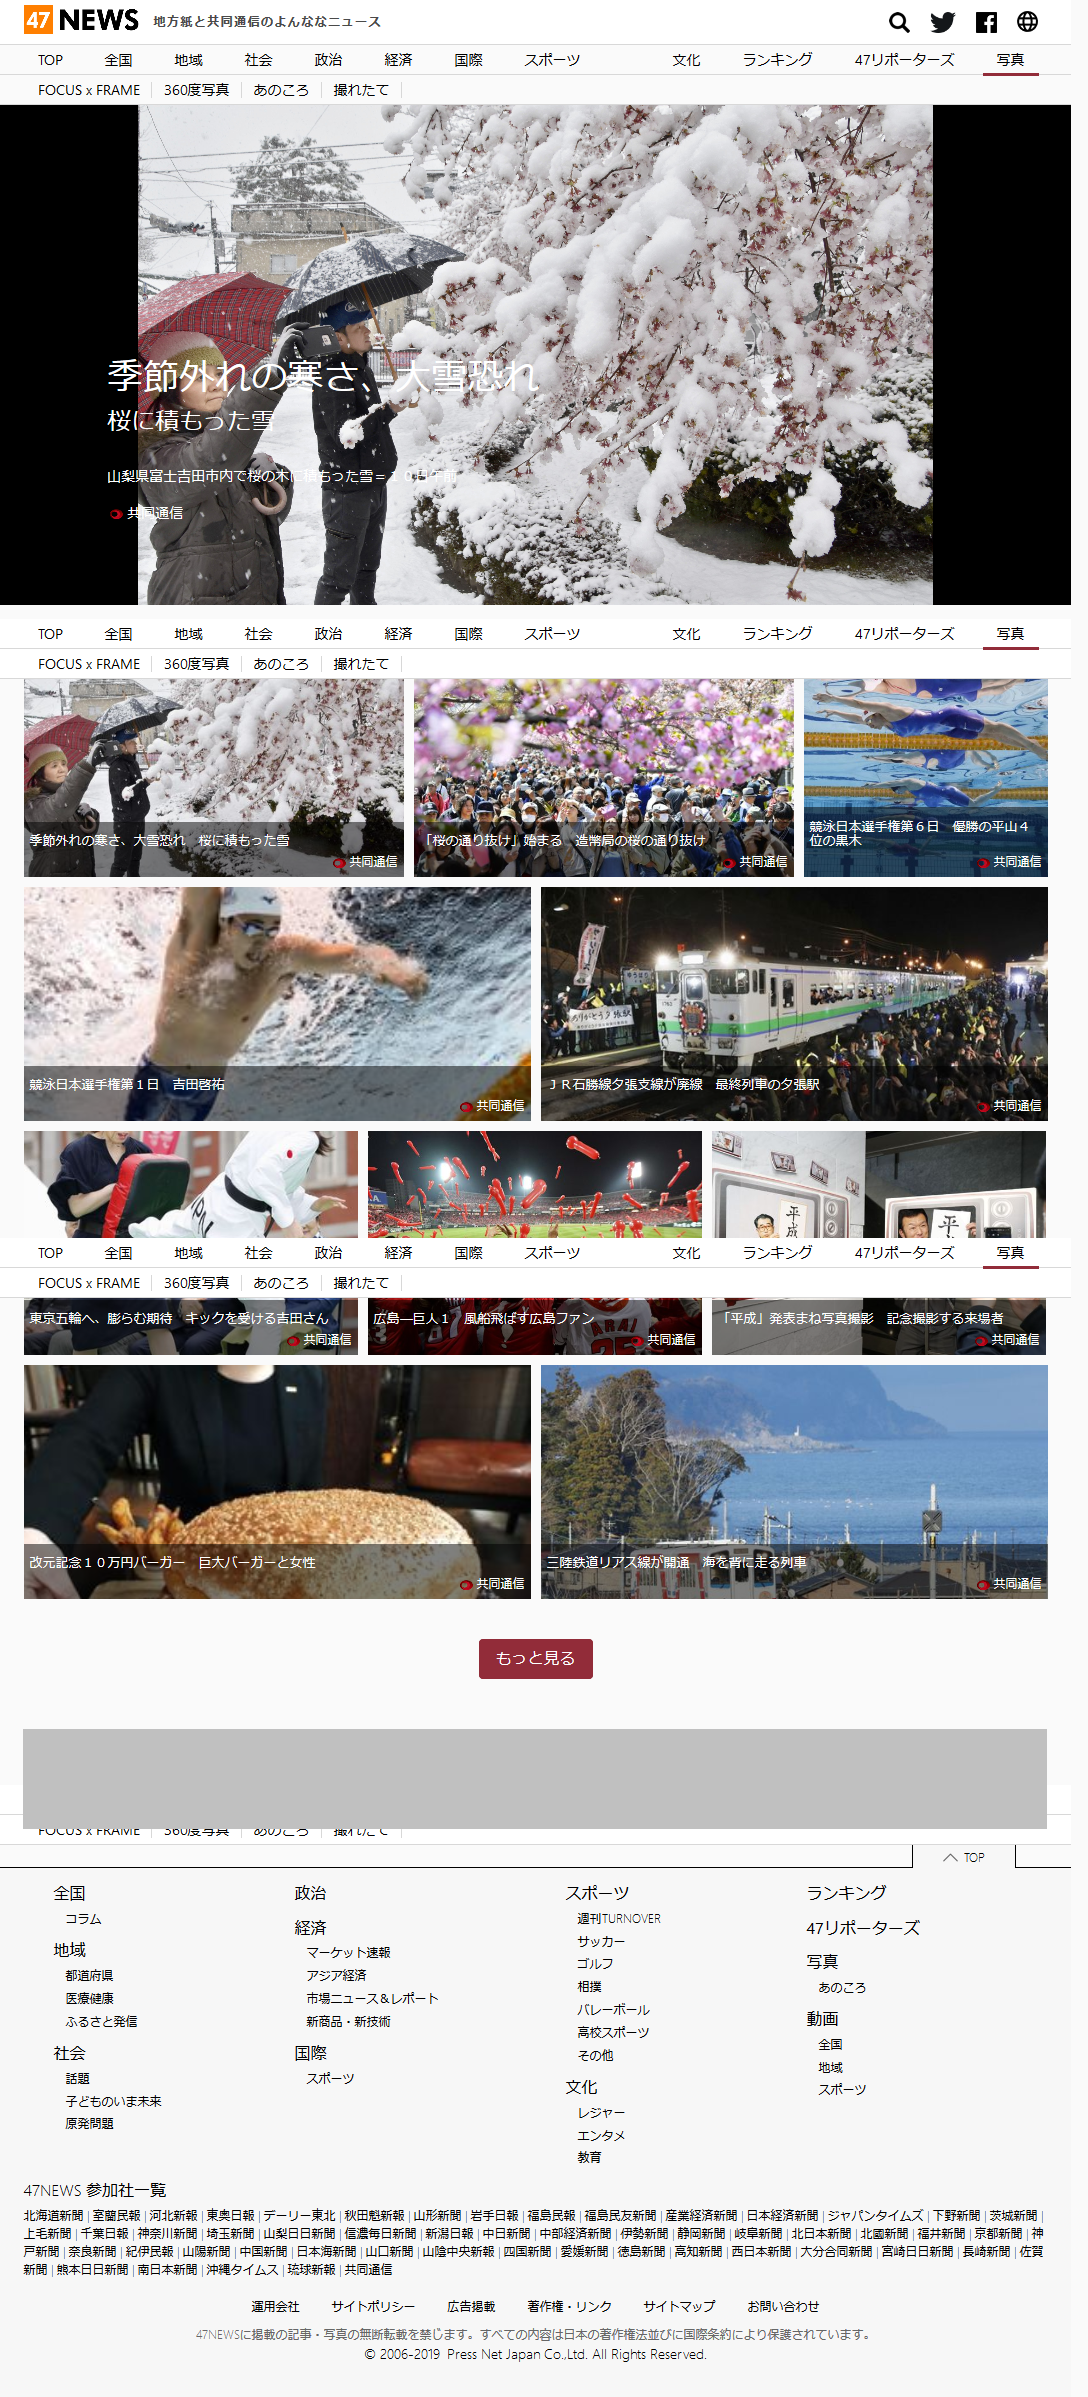 47 NEWS 地方紙と共同通信のよんななニュース
TOP 全国 地域 社会 政治 経済 国際 スポーツ 文化 ランキング 47リポーターズ 写真
FOCUS x FRAME 360度写真 あのころ 撮れたて
季節外れの寒さ、大雪恐れ
桜に積もった雪
山梨県富士吉田市内で桜の木に積もった雪＝１０日午前
共同通信
TOP 全国 地域 社会 政治 経済 国際 スポーツ 文化 ランキング 47リポーターズ 写真
FOCUS x FRAME 360度写真 あのころ 撮れたて
季節外れの寒さ、大雪恐れ　桜に積もった雪
共同通信
「桜の通り抜け」始まる　造幣局の桜の通り抜け
共同通信
競泳日本選手権第６日　優勝の平山４
位の黒木
共同通信
競泳日本選手権第１日　吉田啓祐
共同通信
ありがとう夕張駅
ＪＲ石勝線夕張支線が廃線　最終列車の夕張駅
共同通信
平成
平
TOP 全国 地域 社会 政治 経済 国際 スポーツ 文化 ランキング 47リポーターズ 写真
FOCUS x FRAME 360度写真 あのころ 撮れたて
東京五輪へ、膨らむ期待　キックを受ける吉田さん
共同通信
広島―巨人１　風船飛ばす広島ファン
ARAI
25
共同通信
「平成」発表まね写真撮影　記念撮影する来場者
共同通信
改元記念１０万円バーガー　巨大バーガーと女性
共同通信
三陸鉄道リアス線が開通　海を背に走る列車
共同通信
もっと見る
FOCUS x FRAME 360度写真 あのころ 撮れたて
TOP
全国
コラム
地域
都道府県
医療健康
ふるさと発信
社会
話題
子どものいま未来
原発問題
政治
経済
マーケット速報
アジア経済
市場ニュース＆レポート
新商品・新技術
国際
スポーツ
スポーツ
週刊TURNOVER
サッカー
ゴルフ
相撲
バレーボール
高校スポーツ
その他
文化
レジャー
エンタメ
教育
ランキング
47リポーターズ
写真
あのころ
動画
全国
地域
スポーツ
47NEWS 参加社一覧
北海道新聞 | 室蘭民報 | 河北新報 | 東奥日報 | デーリー東北 | 秋田魁新報 | 山形新聞 | 岩手日報 | 福島民報 | 福島民友新聞 | 産業経済新聞 | 日本経済新聞 | ジャパンタイムズ | 下野新聞 | 茨城新聞 |
上毛新聞 | 千葉日報 | 神奈川新聞 | 埼玉新聞 | 山梨日日新聞 | 信濃毎日新聞 | 新潟日報 | 中日新聞 | 中部経済新聞 | 伊勢新聞 | 静岡新聞 | 岐阜新聞 | 北日本新聞 | 北國新聞 | 福井新聞 | 京都新聞 | 神
戸新聞 | 奈良新聞 | 紀伊民報 | 山陽新聞 | 中国新聞 | 日本海新聞 | 山口新聞 | 山陰中央新報 | 四国新聞 | 愛媛新聞 | 徳島新聞 | 高知新聞 | 西日本新聞 | 大分合同新聞 | 宮崎日日新聞 | 長崎新聞 | 佐賀
新聞 | 熊本日日新聞 | 南日本新聞 | 沖縄タイムス | 琉球新報 | 共同通信
運用会社 サイトポリシー 広告掲載 著作権・リンク サイトマップ お問い合わせ
47NEWSに掲載の記事・写真の無断転載を禁じます。すべての内容は日本の著作権法並びに国際条約により保護されています。
© 2006-2019 Press Net Japan Co.,Ltd. All Rights Reserved.